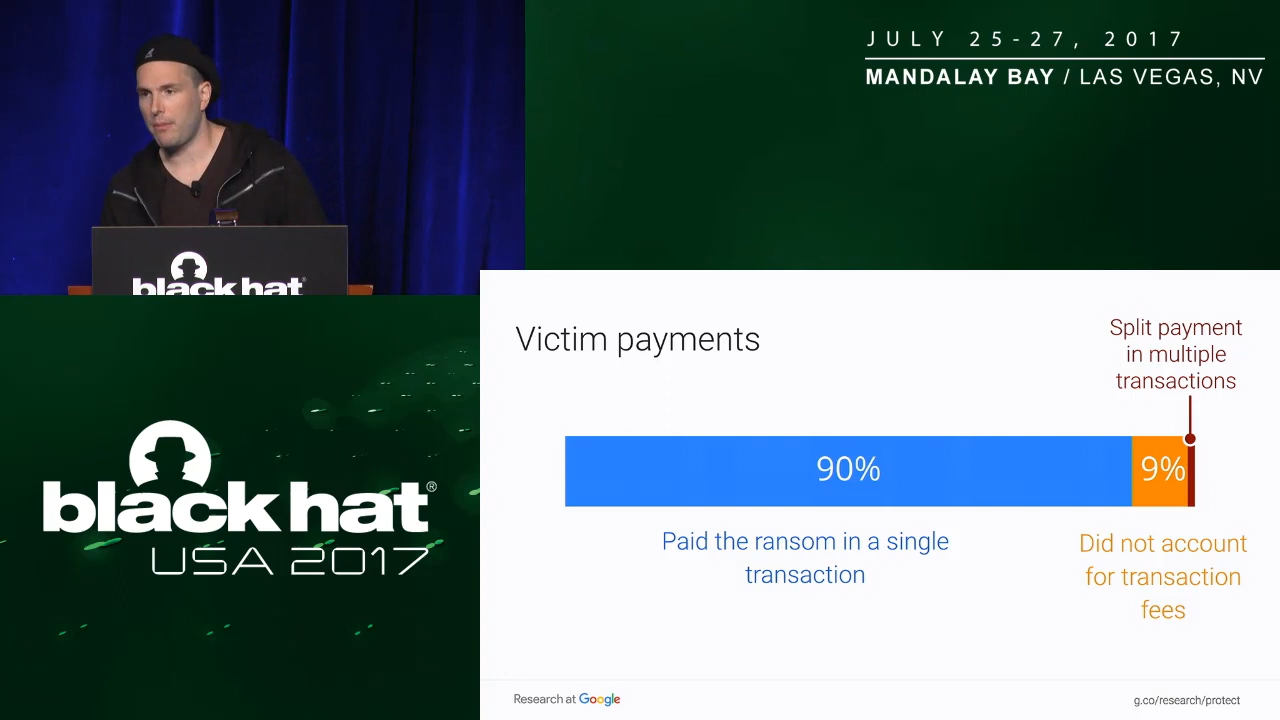 JULY 25-27, 2017
MANDALAY BAY / LAS VEGAS, NV
black hat
Victim payments
Split payment
in multiple
transactions
90%
9%
Paid the ransom in a single
transaction
Did not account
for transaction
fees
black hat®
USA 2017
Research at Google
g.co/research/protect